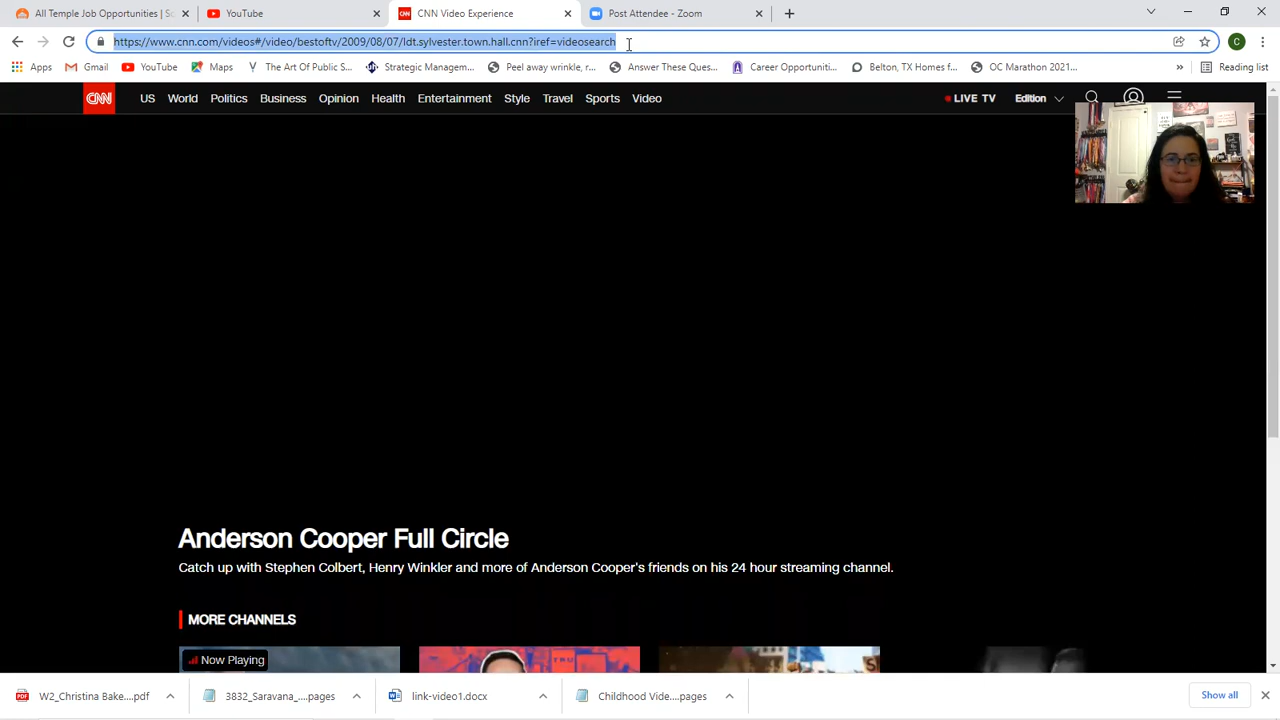 All Temple Job Opportunities | Sc
YouTube
CNN CNN Video Experience
Post Attendee - Zoom
https://www.cnn.com/videos#/video/bestoftv/2009/08/07/ldt.sylvester.town.hall.cnn?iref=videosearch
C
Apps
Gmail
YouTube
Maps
The Art Of Public S...
Strategic Managem...
Peel away wrinkle, r...
Answer These Ques...
Career Opportuniti...
Belton, TX Homes f...
OC Marathon 2021...
»
Reading list
CNN
US
World
Politics
Business
Opinion
Health
Entertainment
Style
Travel
Sports
Video
LIVE TV
Edition
Anderson Cooper Full Circle
Catch up with Stephen Colbert, Henry Winkler and more of Anderson Cooper's friends on his 24 hour streaming channel.
MORE CHANNELS
Now Playing
TRU
W2_Christina Bake....pdf
3832_Saravana_....pages
link-video1.docx
Childhood Vide....pages
Show all